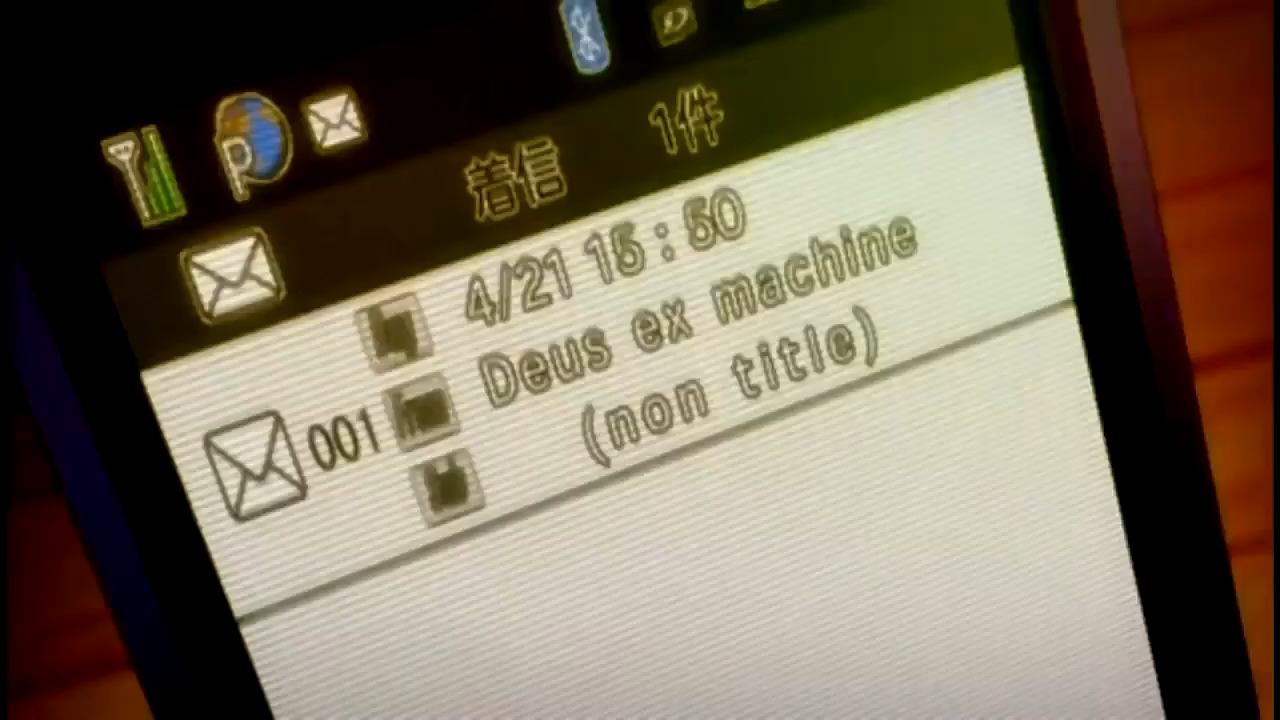 着信 1件
4/21 15:50
Deus ex machine
001
(non title)